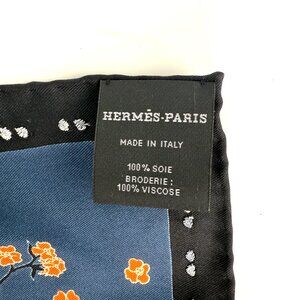 HERMÈS-PARIS
MADE IN ITALY
100% SOIE
BRODERIE :
100% VISCOSE